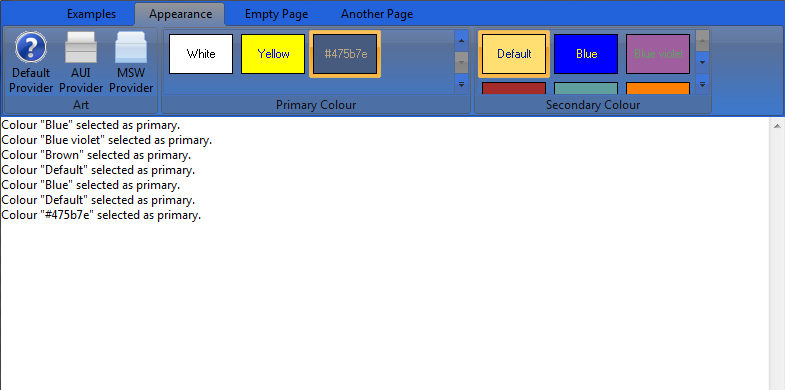 Examples Appearance Empty Page Another Page
White Yellow #475b7e Default Blue Blue violet
Default AUI MSW
Provider Provider Provider
Art Primary Colour Secondary Colour
Colour "Blue" selected as primary.
Colour "Blue violet" selected as primary.
Colour "Brown" selected as primary.
Colour "Default" selected as primary.
Colour "Blue" selected as primary.
Colour "Default" selected as primary.
Colour "#475b7e" selected as primary.